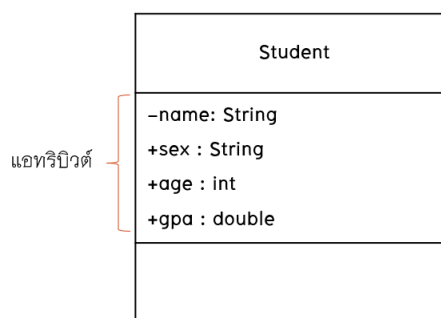 Student
-name: String
+sex : String
แอทริบิวต์
+age : int
+gpa : double